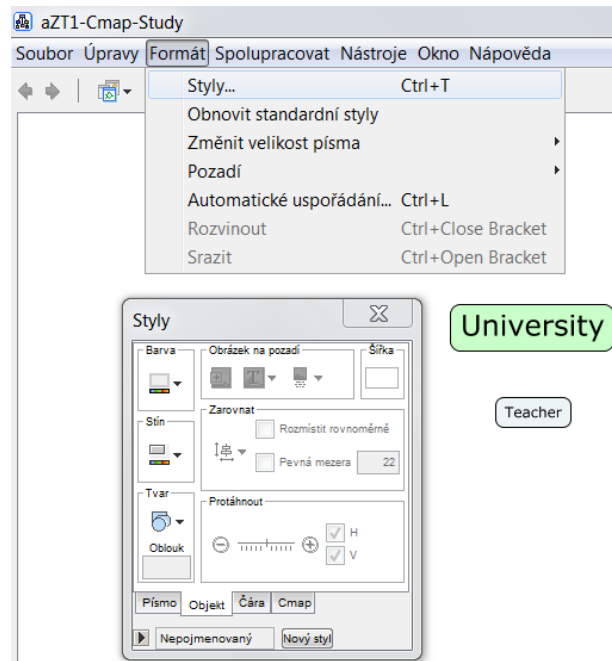 aZT1-Cmap-Study
Soubor Úpravy Formát Spolupracovat Nástroje Okno Nápověda
Styly... Ctrl+T
Obnovit standardní styly
Změnit velikost písma
Pozadí
Automatické uspořádání... Ctrl+L
Rozvinout Ctrl+Close Bracket
Srazit Ctrl+Open Bracket
Styly
University
Barva Obrázek na pozadí Šířka
Teacher
Stín Zarovnat
Rozmístit rovnoměrně
Pevná mezera 22
Tvar Protáhnout
H
Oblouk
V
Písmo Objekt Čára Cmap
Nepojmenovaný Nový styl